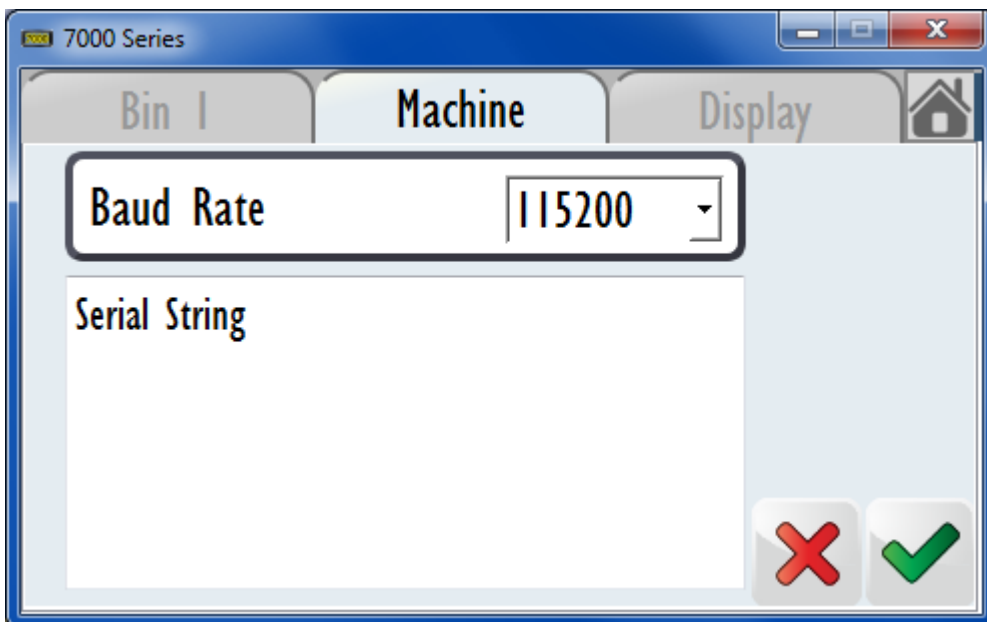 7000 Series
Bin 1
Machine
Display
Baud Rate
115200
Serial String